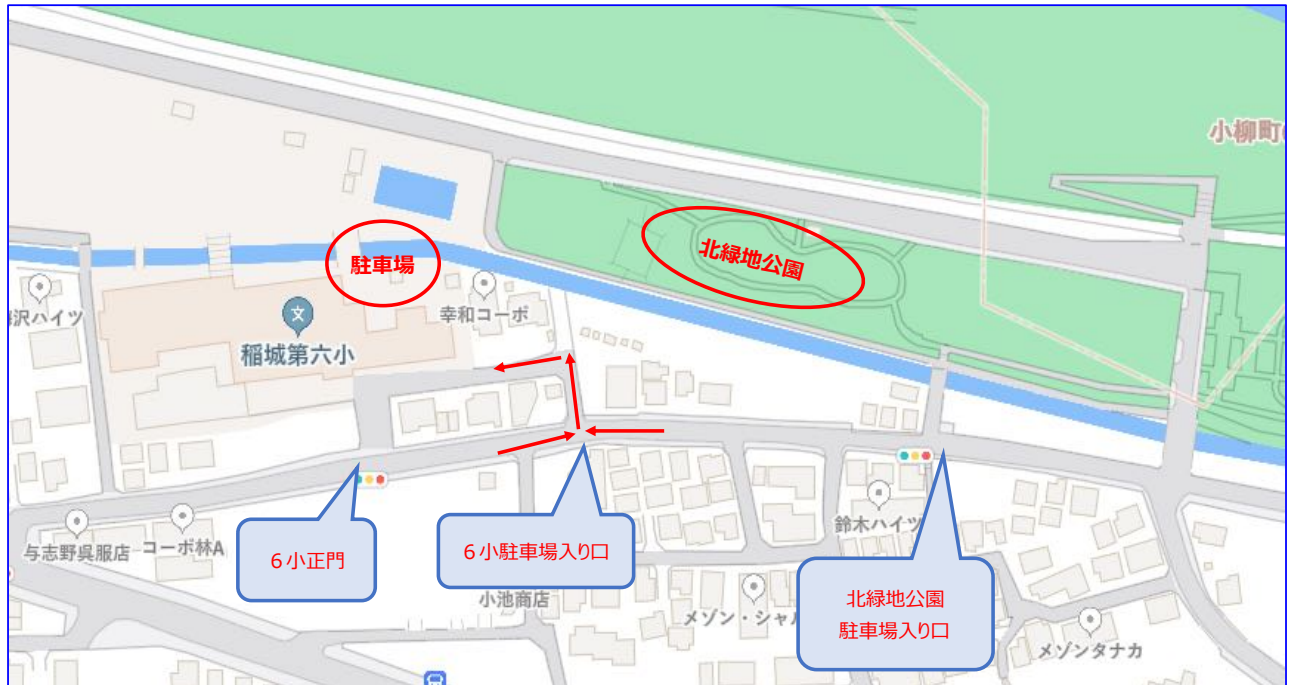 小柳町
駐車場
北緑地公園
沢ハイツ
幸和コーポ
文
稲城第六小
与志野呉服店
コーポ林A
6小正門
6小駐車場入り口
鈴木ハイツ
小池商店
メゾン・シャル
北緑地公園
駐車場入り口
メゾンタナカ